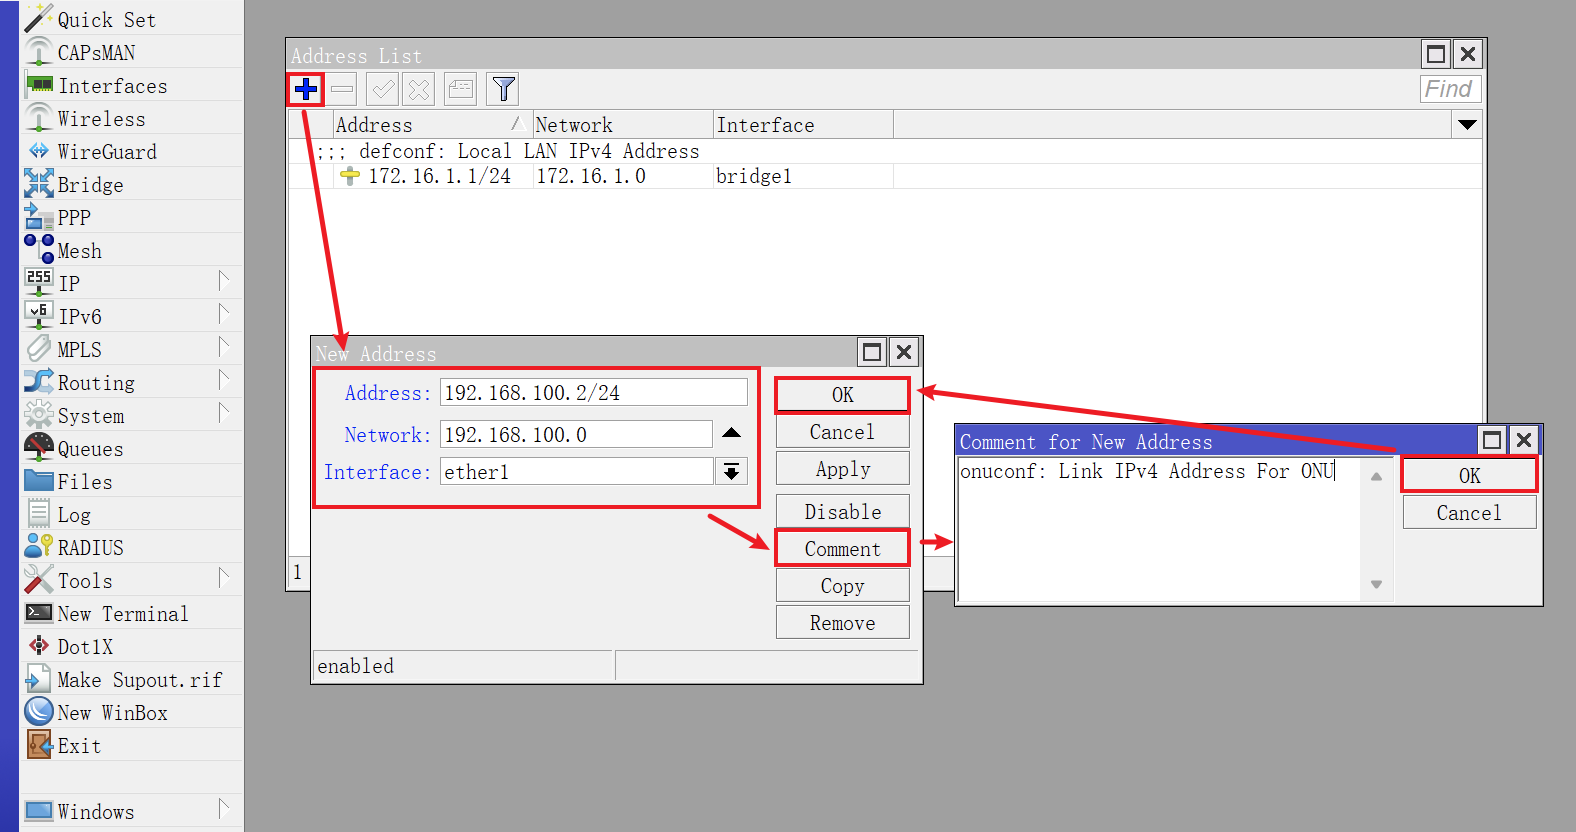 Quick Set
CAPsMAN
Interfaces
Wireless
WireGuard
Bridge
PPP
Mesh
255 IP
v6 IPv6
MPLS
Routing
System
Queues
Files
Log
RADIUS
Tools
New Terminal
Dot1X
Make Supout.rif
New WinBox
Exit
Windows
Address List
Find
Address Network Interface
;;; defconf: Local LAN IPv4 Address
172.16.1.1/24 172.16.1.0 bridge1
1
New Address
Address: 192.168.100.2/24
Network: 192.168.100.0
Interface: ether1
OK
Cancel
Apply
Disable
Comment
Copy
Remove
enabled
Comment for New Address
onuconf: Link IPv4 Address For ONU
OK
Cancel